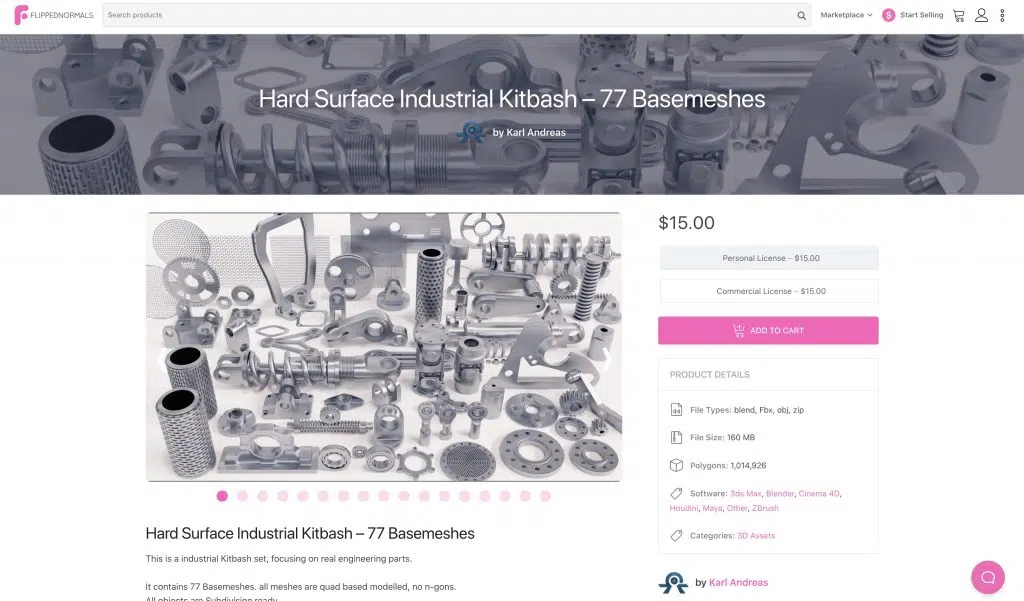 FLIPPEDNORMALS
Search products
Marketplace
$ Start Selling
Hard Surface Industrial Kitbash – 77 Basemeshes
by Karl Andreas
$15.00
Personal License – $15.00
Commercial License – $15.00
ADD TO CART
PRODUCT DETAILS
File Types: blend, Fbx, obj, zip
File Size: 160 MB
Polygons: 1,014,926
Software: 3ds Max, Blender, Cinema 4D,
Houdini, Maya, Other, ZBrush
Categories: 3D Assets
by Karl Andreas
Hard Surface Industrial Kitbash – 77 Basemeshes
This is a industrial Kitbash set, focusing on real engineering parts.
It contains 77 Basemeshes. all meshes are quad based modelled, no n-gons.
All objects are Subdivision ready